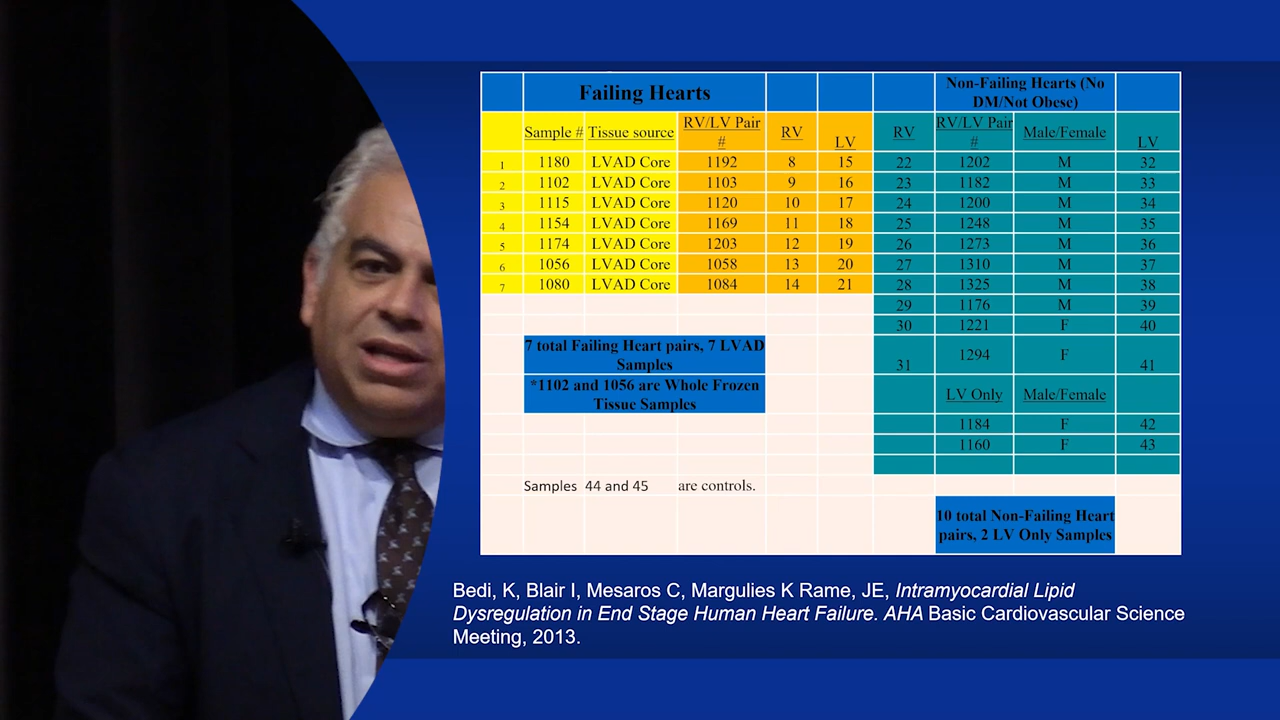 Failing Hearts Non-Failing Hearts (No DM/Not Obese)
Sample # Tissue source RV/LV Pair # RV LV RV RV/LV Pair # Male/Female LV
1 1180 LVAD Core 1192 8 15 22 1202 M 32
2 1102 LVAD Core 1103 9 16 23 1182 M 33
3 1115 LVAD Core 1120 10 17 24 1200 M 34
4 1154 LVAD Core 1169 11 18 25 1248 M 35
5 1174 LVAD Core 1203 12 19 26 1273 M 36
6 1056 LVAD Core 1058 13 20 27 1310 M 37
7 1080 LVAD Core 1084 14 21 28 1325 M 38
29 1176 M 39
30 1221 F 40
7 total Failing Heart pairs, 7 LVAD Samples 31 1294 F 41
*1102 and 1056 are Whole Frozen Tissue Samples LV Only Male/Female
1184 F 42
1160 F 43
Samples 44 and 45 are controls.
10 total Non-Failing Heart pairs, 2 LV Only Samples
Bedi, K, Blair I, Mesaros C, Margulies K Rame, JE, Intramyocardial Lipid
Dysregulation in End Stage Human Heart Failure. AHA Basic Cardiovascular Science
Meeting, 2013.